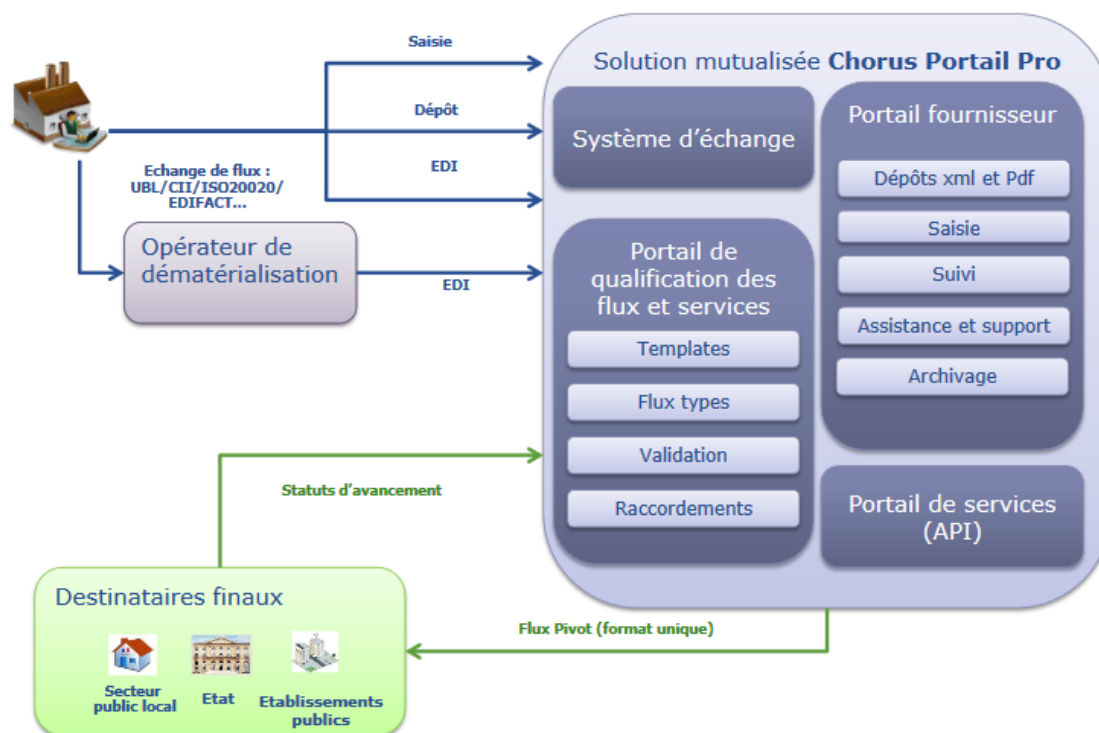 Saisie
Dépôt
EDI
Echange de flux :
UBL/CII/ISO20020/
EDIFACT...
Opérateur de
dématérialisation
EDI
Solution mutualisée Chorus Portail Pro
Système d'échange
Portail de
qualification des
flux et services
Templates
Flux types
Validation
Raccordements
Portail fournisseur
Dépôts xml et Pdf
Saisie
Suivi
Assistance et support
Archivage
Portail de services
(API)
Statuts d'avancement
Flux Pivot (format unique)
Destinataires finaux
Secteur
public local
Etat
Etablissements
publics